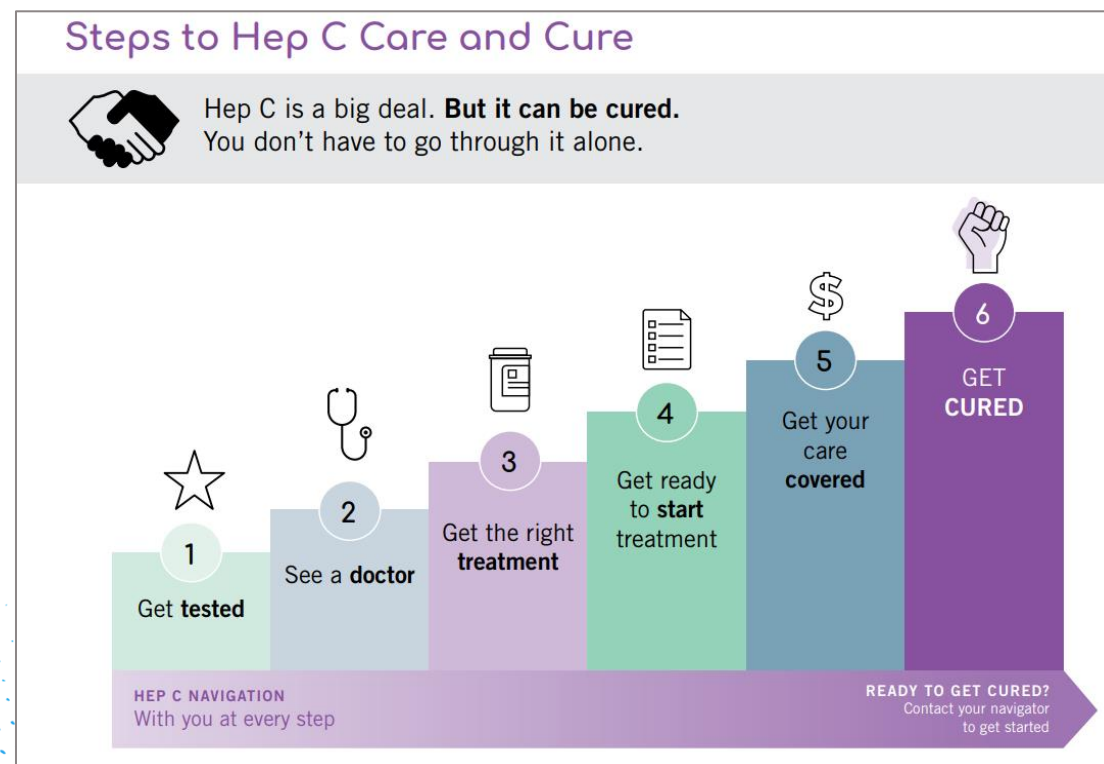 Steps to Hep C Care and Cure
Hep C is a big deal. But it can be cured.
You don't have to go through it alone.
1
Get tested
2
See a doctor
3
Get the right
treatment
4
Get ready
to start
treatment
$
5
Get your
care
covered
6
GET
CURED
HEP C NAVIGATION
With you at every step
READY TO GET CURED?
Contact your navigator
to get started